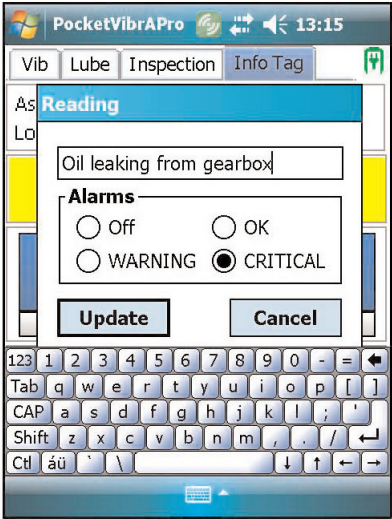 PocketVibrAPro 13:15
Vib Lube Inspection Info Tag
As
Reading
Lo
Oil leaking from gearbox
Alarms
Off OK
WARNING CRITICAL
Update Cancel
123 1 2 3 4 5 6 7 8 9 0 - =
Tab q w e r t y u i o p [ ]
CAP a s d f g h j k l ; '
Shift z x c v b n m , . /
Ctl áü ` \